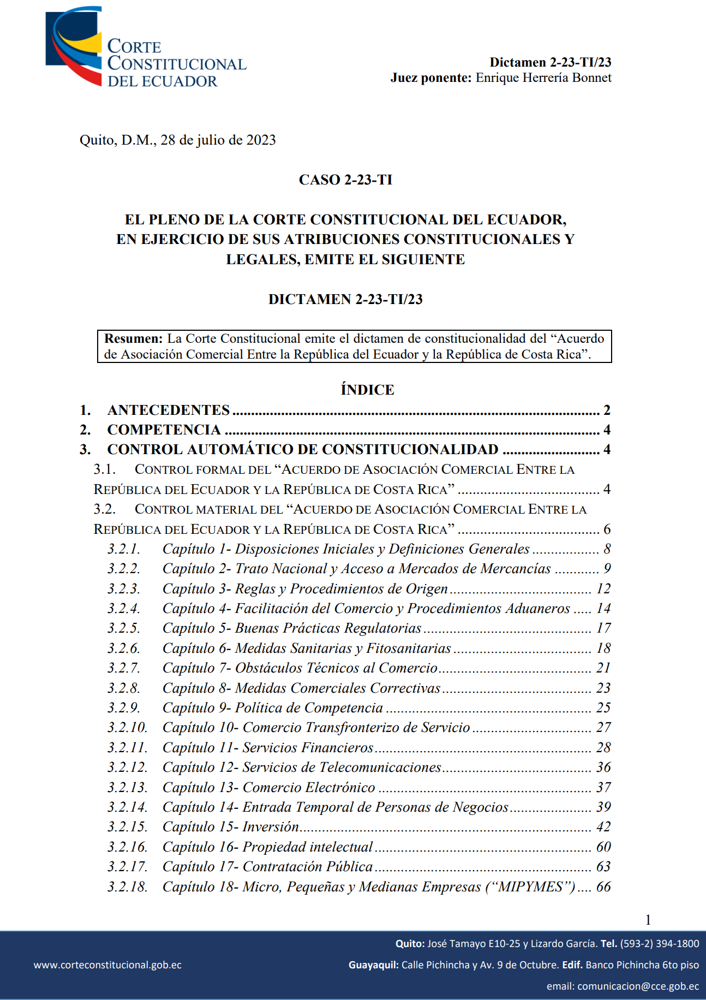 CORTE
CONSTITUCIONAL
DEL ECUADOR
Dictamen 2-23-TI/23
Juez ponente: Enrique Herrería Bonnet
Quito, D.M., 28 de julio de 2023
CASO 2-23-TI
EL PLENO DE LA CORTE CONSTITUCIONAL DEL ECUADOR,
EN EJERCICIO DE SUS ATRIBUCIONES CONSTITUCIONALES Y
LEGALES, EMITE EL SIGUIENTE
DICTAMEN 2-23-TI/23
Resumen: La Corte Constitucional emite el dictamen de constitucionalidad del “Acuerdo
de Asociación Comercial Entre la República del Ecuador y la República de Costa Rica”.
ÍNDICE
1. ANTECEDENTES .................................................................................................. 2
2. COMPETENCIA .................................................................................................... 4
3. CONTROL AUTOMÁTICO DE CONSTITUCIONALIDAD .......................... 4
3.1. CONTROL FORMAL DEL “ACUERDO DE ASOCIACIÓN COMERCIAL ENTRE LA
REPÚBLICA DEL ECUADOR Y LA REPÚBLICA DE COSTA RICA” ...................................... 4
3.2. CONTROL MATERIAL DEL “ACUERDO DE ASOCIACIÓN COMERCIAL ENTRE LA
REPÚBLICA DEL ECUADOR Y LA REPÚBLICA DE COSTA RICA” ...................................... 6
3.2.1. Capítulo 1- Disposiciones Iniciales y Definiciones Generales .................. 8
3.2.2. Capítulo 2- Trato Nacional y Acceso a Mercados de Mercancías ............ 9
3.2.3. Capítulo 3- Reglas y Procedimientos de Origen ...................................... 12
3.2.4. Capítulo 4- Facilitación del Comercio y Procedimientos Aduaneros ..... 14
3.2.5. Capítulo 5- Buenas Prácticas Regulatorias ............................................. 17
3.2.6. Capítulo 6- Medidas Sanitarias y Fitosanitarias ..................................... 18
3.2.7. Capítulo 7- Obstáculos Técnicos al Comercio ......................................... 21
3.2.8. Capítulo 8- Medidas Comerciales Correctivas ........................................ 23
3.2.9. Capítulo 9- Política de Competencia ....................................................... 25
3.2.10. Capítulo 10- Comercio Transfronterizo de Servicio ................................ 27
3.2.11. Capítulo 11- Servicios Financieros .......................................................... 28
3.2.12. Capítulo 12- Servicios de Telecomunicaciones ........................................ 36
3.2.13. Capítulo 13- Comercio Electrónico ......................................................... 37
3.2.14. Capítulo 14- Entrada Temporal de Personas de Negocios ...................... 39
3.2.15. Capítulo 15- Inversión .............................................................................. 42
3.2.16. Capítulo 16- Propiedad intelectual .......................................................... 60
3.2.17. Capítulo 17- Contratación Pública .......................................................... 63
3.2.18. Capítulo 18- Micro, Pequeñas y Medianas Empresas (“MIPYMES”) .... 66
1
Quito: José Tamayo E10-25 y Lizardo García. Tel. (593-2) 394-1800
www.corteconstitucional.gob.ec
Guayaquil: Calle Pichincha y Av. 9 de Octubre. Edif. Banco Pichincha 6to piso
email: comunicacion@cce.gob.ec